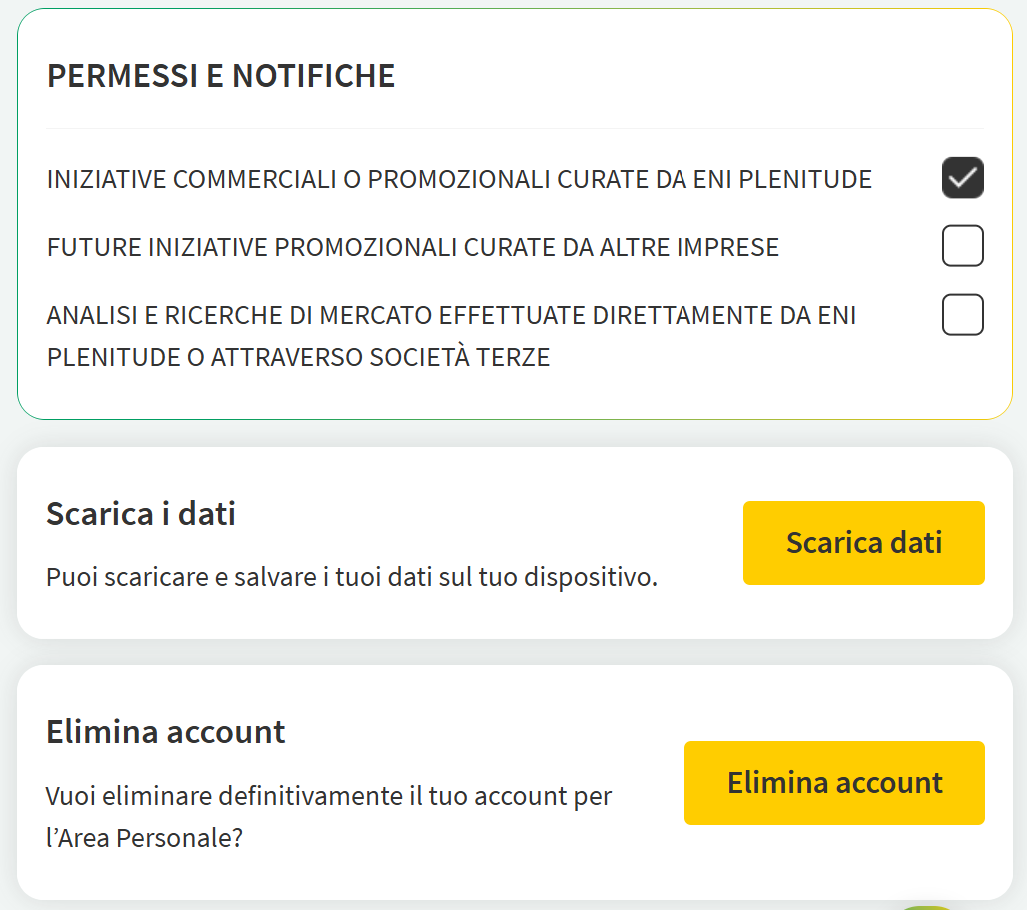 PERMESSI E NOTIFICHE
INIZIATIVE COMMERCIALI O PROMOZIONALI CURATE DA ENI PLENITUDE
FUTURE INIZIATIVE PROMOZIONALI CURATE DA ALTRE IMPRESE
ANALISI E RICERCHE DI MERCATO EFFETTUATE DIRETTAMENTE DA ENI
PLENITUDE O ATTRAVERSO SOCIETÀ TERZE
Scarica i dati
Scarica dati
Puoi scaricare e salvare i tuoi dati sul tuo dispositivo.
Elimina account
Elimina account
Vuoi eliminare definitivamente il tuo account per
l’Area Personale?